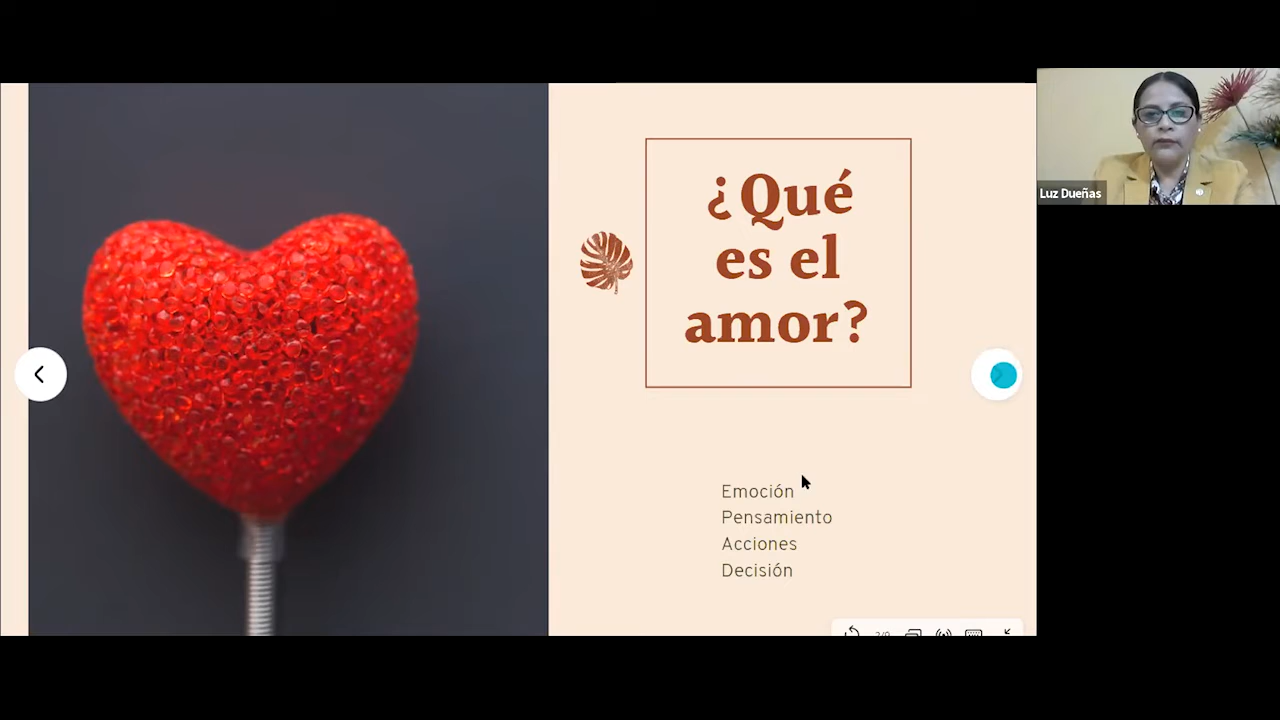 ¿Qué
es el
amor?
Emoción
Pensamiento
Acciones
Decisión
Luz Dueñas